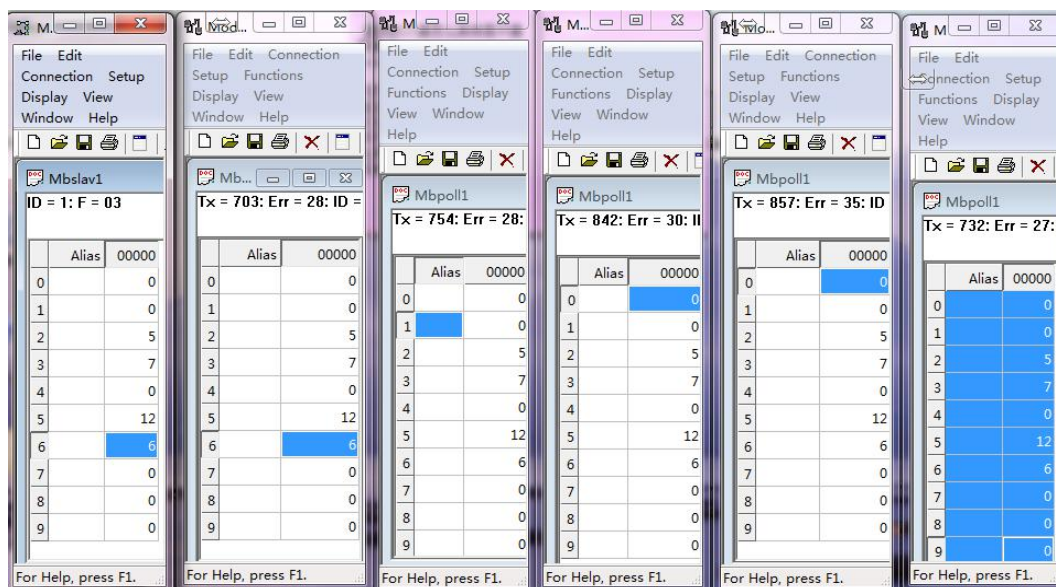 M.
File Edit
Connection Setup
Display View
Window Help
Mbslav1
ID = 1: F = 03
Alias 00000
0 0
1 0
2 5
3 7
4 0
5 12
6 6
7 0
8 0
9 0
For Help, press F1.
Mod...
File Edit Connection
Setup Functions
Display View
Window Help
Mb...
Tx = 703: Err = 28: ID =
Alias 00000
0 0
1 0
2 5
3 7
4 0
5 12
6 6
7 0
8 0
9 0
For Help, press F1.
M...
File Edit
Connection Setup
Functions Display
View Window
Help
Mbpoll1
Tx = 754: Err = 28:
Alias 00000
0 0
1 0
2 5
3 7
4 0
5 12
6 6
7 0
8 0
9 0
For Help, press F1.
M...
File Edit
Connection Setup
Functions Display
View Window
Help
Mbpoll1
Tx = 842: Err = 30: II
Alias 00000
0 0
1 0
2 5
3 7
4 0
5 12
6 6
7 0
8 0
9 0
For Help, press F1.
File Edit Connection
Setup Functions
Display View
Window Help
Mbpoll1
Tx = 857: Err = 35: ID
Alias 00000
0 0
1 0
2 5
3 7
4 0
5 12
6 6
7 0
8 0
9 0
For Help, press F1.
M
File Edit
Connection Setup
Functions Display
View Window
Help
Mbpoll1
Tx = 732: Err = 27:
Alias 00000
0 0
1 0
2 5
3 7
4 0
5 12
6 6
7 0
8 0
9 0
For Help, press F1.